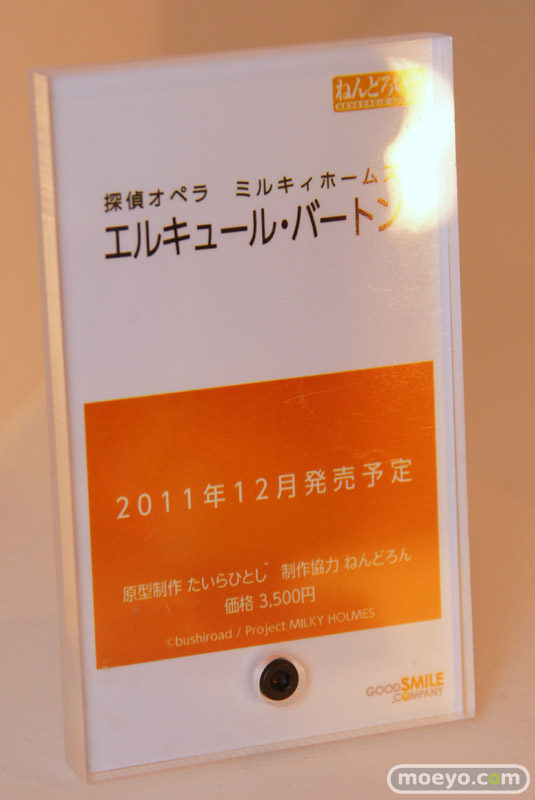 ねんどろいど
探偵オペラ　ミルキィホームズ
エルキュール・バートン
2011年12月発売予定
原型制作 たいらひとし　制作協力 ねんどろん
価格 3,500円
©bushiroad / Project MILKY HOLMES
GOOD SMILE
COMPANY
moeyo.com